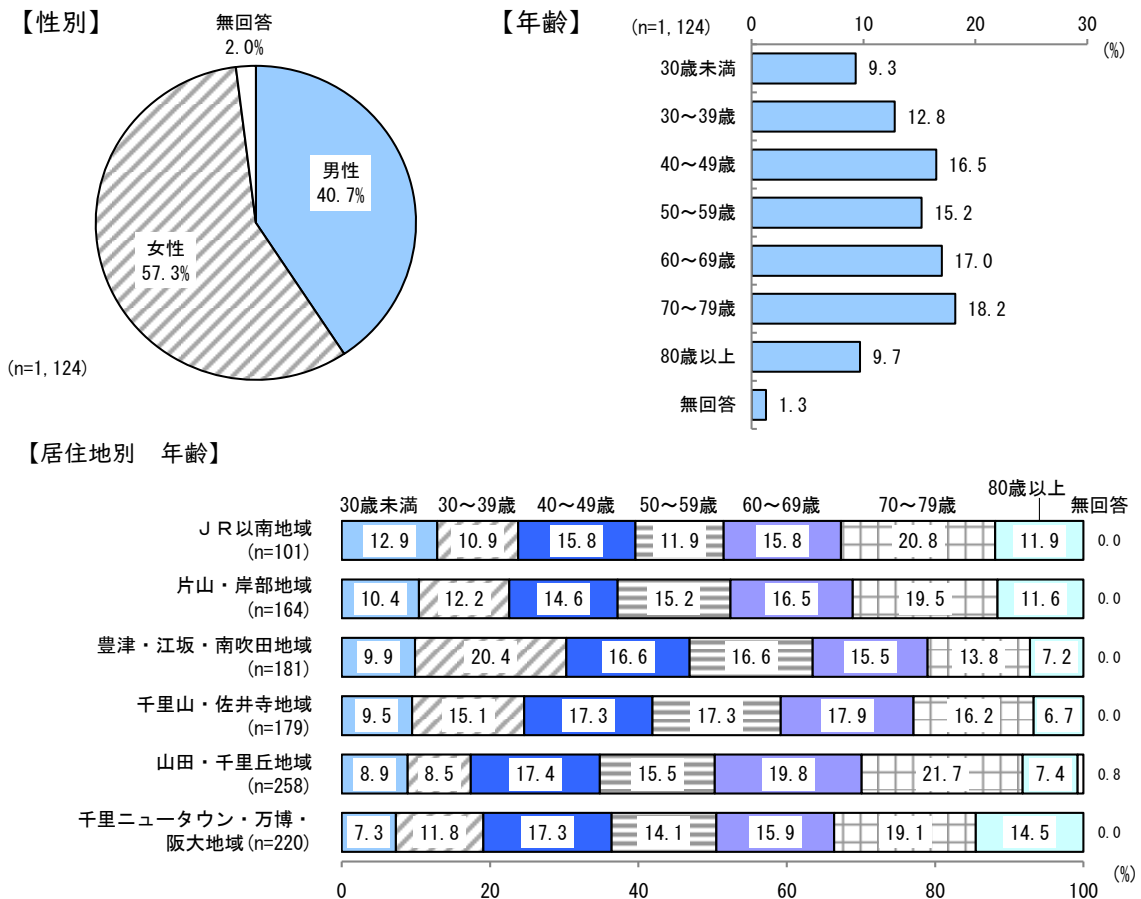 【性別】
無回答
2.0%
男性
40.7%
女性
57.3%
(n=1,124)
【年齢】
(n=1,124)
0
10
20
30
(%)
30歳未満
9.3
30～39歳
12.8
40～49歳
16.5
50～59歳
15.2
60～69歳
17.0
70～79歳
18.2
80歳以上
9.7
無回答
1.3
【居住地別　年齢】
30歳未満
30～39歳
40～49歳
50～59歳
60～69歳
70～79歳
80歳以上
無回答
ＪＲ以南地域
(n=101)
12.9
10.9
15.8
11.9
15.8
20.8
11.9
0.0
片山・岸部地域
(n=164)
10.4
12.2
14.6
15.2
16.5
19.5
11.6
0.0
豊津・江坂・南吹田地域
(n=181)
9.9
20.4
16.6
16.6
15.5
13.8
7.2
0.0
千里山・佐井寺地域
(n=179)
9.5
15.1
17.3
17.3
17.9
16.2
6.7
0.0
山田・千里丘地域
(n=258)
8.9
8.5
17.4
15.5
19.8
21.7
7.4
0.8
千里ニュータウン・万博・
阪大地域(n=220)
7.3
11.8
17.3
14.1
15.9
19.1
14.5
0.0
0
20
40
60
80
100
(%)